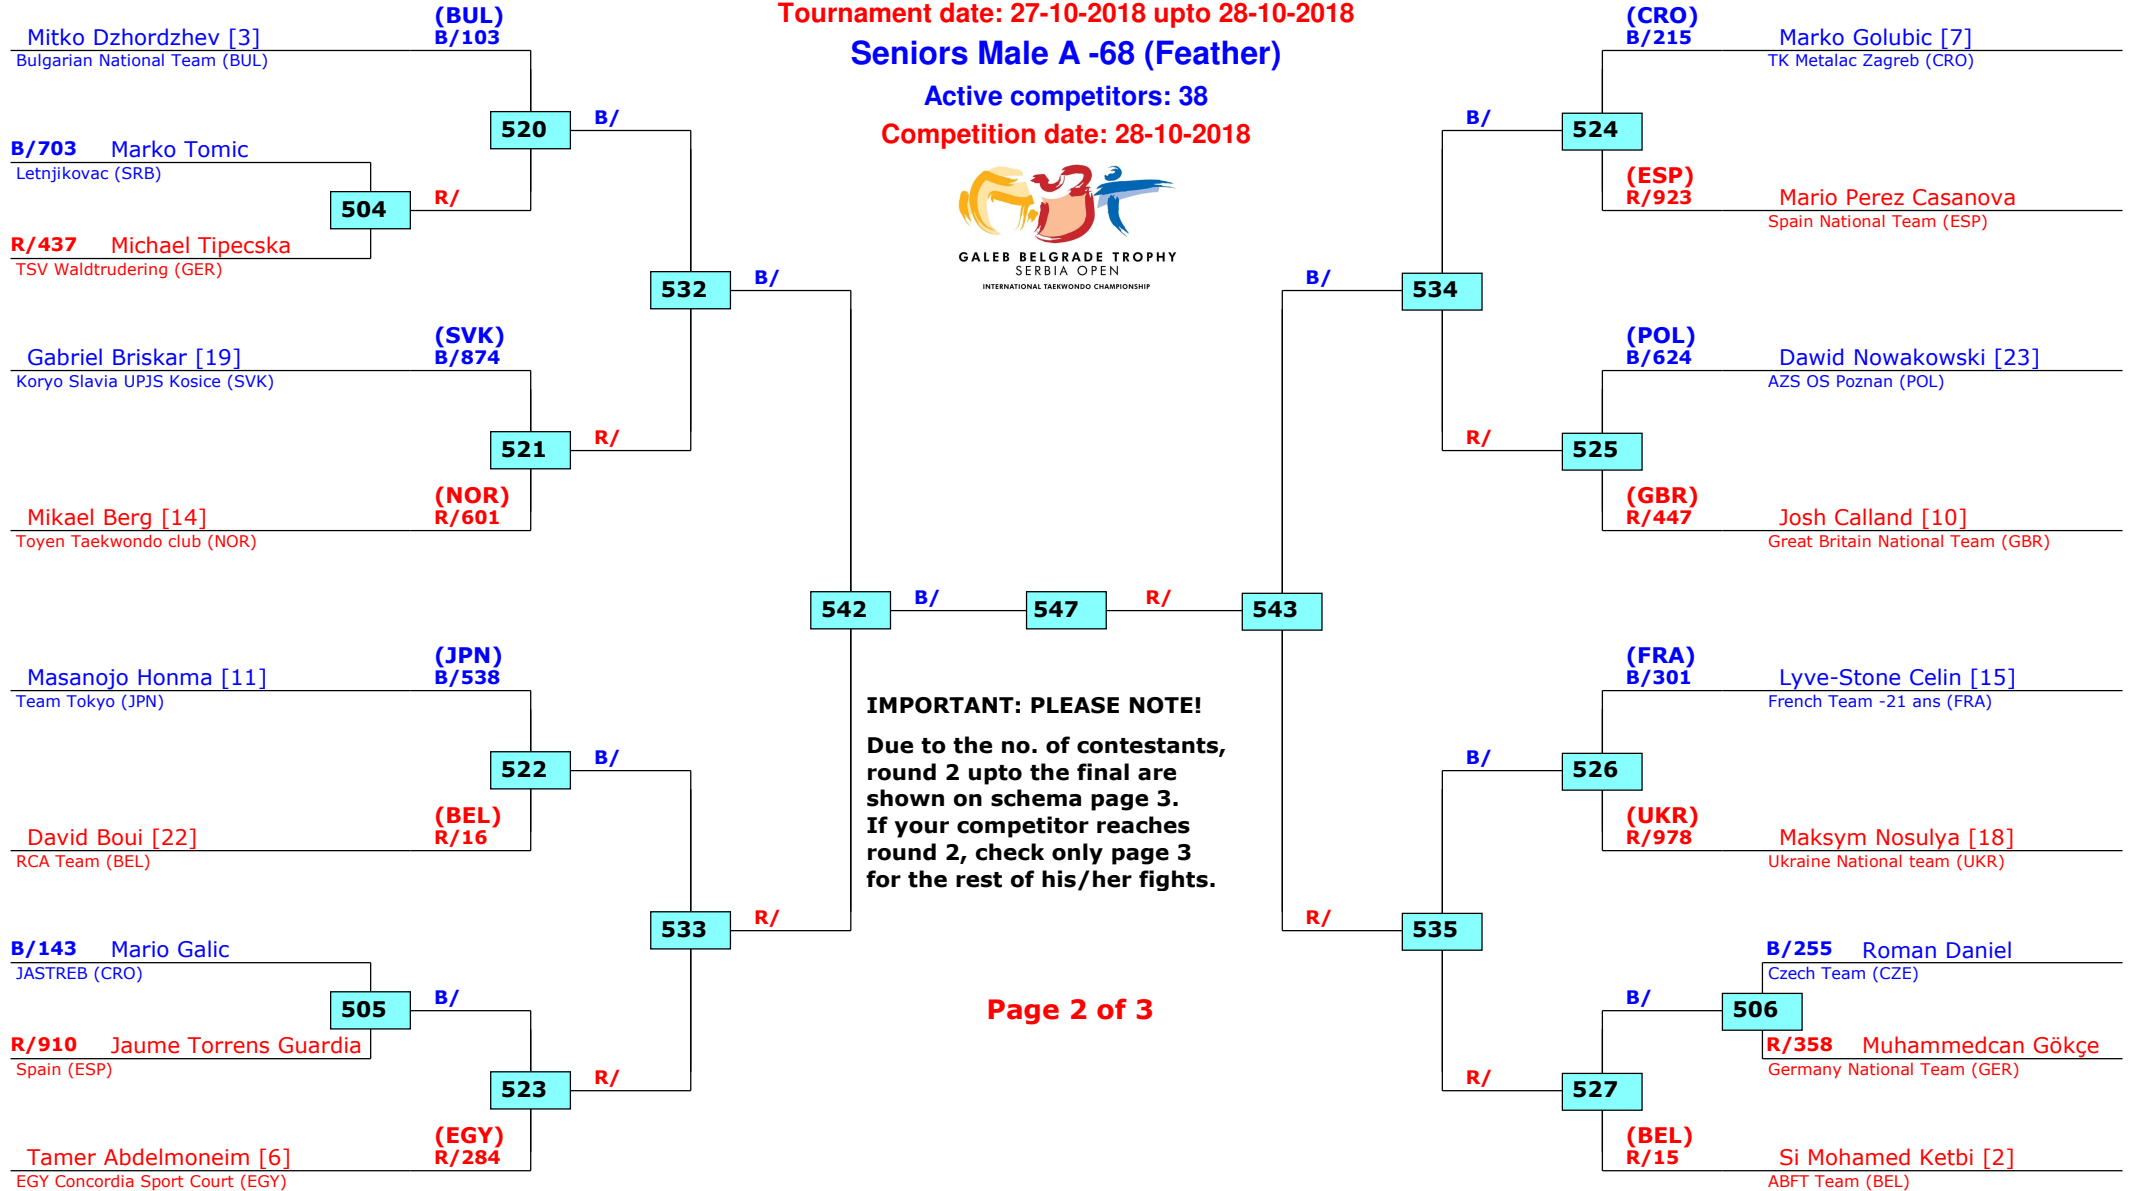 Tournament date: 27-10-2018 upto 28-10-2018
Seniors Male A -68 (Feather)
Active competitors: 38
Competition date: 28-10-2018
GALEB BELGRADE TROPHY
SERBIA OPEN
INTERNATIONAL TAEKWONDO CHAMPIONSHIP
(BUL)
Mitko Dzhordzhev [3] B/103
Bulgarian National Team (BUL)
520 B/
B/703 Marko Tomic
Letnjikovac (SRB)
504 R/
R/437 Michael Tipecska
TSV Waldtrudering (GER)
532 B/
(SVK)
Gabriel Briskar [19] B/874
Koryo Slavia UPJS Kosice (SVK)
521 R/
(NOR)
Mikael Berg [14] R/601
Toyen Taekwondo club (NOR)
542 B/ 547 R/ 543
(JPN)
Masanojo Honma [11] B/538
Team Tokyo (JPN)
522 B/
(BEL)
David Boui [22] R/16
RCA Team (BEL)
533 R/
B/143 Mario Galic
JASTREB (CRO)
505 B/
R/910 Jaume Torrens Guardia
Spain (ESP)
523 R/
(EGY)
Tamer Abdelmoneim [6] R/284
EGY Concordia Sport Court (EGY)
IMPORTANT: PLEASE NOTE!
Due to the no. of contestants,
round 2 upto the final are
shown on schema page 3.
If your competitor reaches
round 2, check only page 3
for the rest of his/her fights.
Page 2 of 3
(CRO)
B/215 Marko Golubic [7]
TK Metalac Zagreb (CRO)
B/ 524
(ESP)
R/923 Mario Perez Casanova
Spain National Team (ESP)
B/ 534
(POL)
B/624 Dawid Nowakowski [23]
AZS OS Poznan (POL)
R/ 525
(GBR)
R/447 Josh Calland [10]
Great Britain National Team (GBR)
(FRA)
B/301 Lyve-Stone Celin [15]
French Team -21 ans (FRA)
B/ 526
(UKR)
R/978 Maksym Nosulya [18]
Ukraine National team (UKR)
R/ 535
B/255 Roman Daniel
Czech Team (CZE)
B/ 506
R/358 Muhammedcan Gökçe
Germany National Team (GER)
R/ 527
(BEL)
R/15 Si Mohamed Ketbi [2]
ABFT Team (BEL)